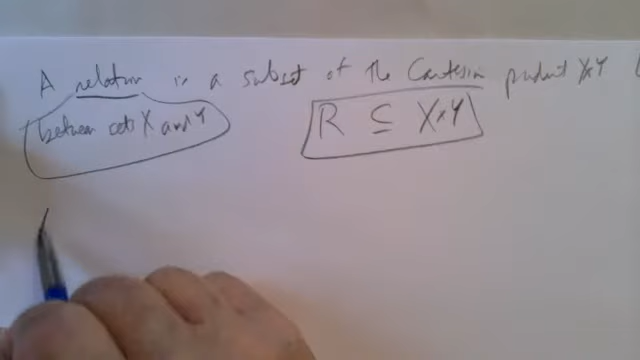 A relation is a subset of the Cartesian product X×Y (
between sets X and Y
R ⊆ X×Y